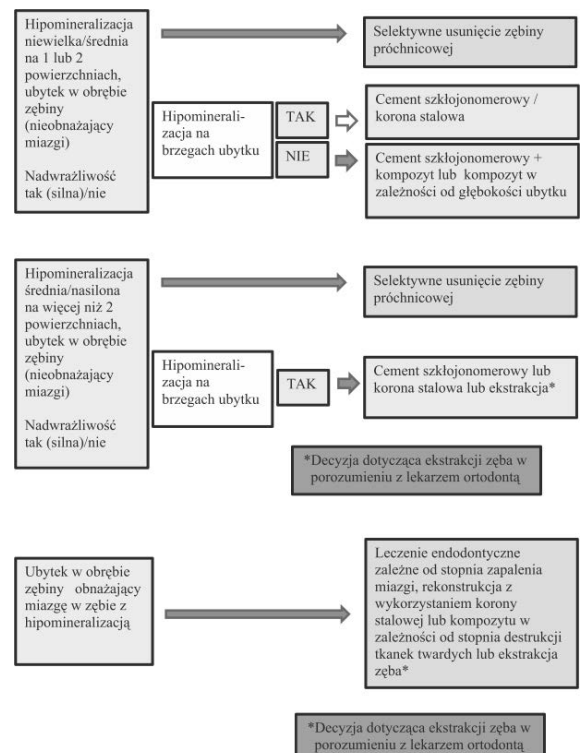 Hipomineralizacja
niewielka/średnia
na 1 lub 2
powierzchniach,
ubytek w obrębie
zębiny
(nieobnażający
miazgi)
Nadwrażliwość
tak (silna)/nie
Selektywne usunięcie zębiny
próchnicowej
Hipominerali-
zacja na
brzegach ubytku
TAK
Cement szkłojonomerowy /
korona stalowa
NIE
Cement szkłojonomerowy +
kompozyt lub kompozyt w
zależności od głębokości ubytku
Hipomineralizacja
średnia/nasilona
na więcej niż 2
powierzchniach,
ubytek w obrębie
zębiny
(nieobnażający
miazgi)
Nadwrażliwość
tak (silna)/nie
Selektywne usunięcie zębiny
próchnicowej
Hipominerali-
zacja na
brzegach ubytku
TAK
Cement szkłojonomerowy lub
korona stalowa lub ekstrakcja*
*Decyzja dotycząca ekstrakcji zęba w
porozumieniu z lekarzem ortodontą
Ubytek w obrębie
zębiny obnażający
miazgę w zębie z
hipomineralizacją
Leczenie endodontyczne
zależne od stopnia zapalenia
miazgi, rekonstrukcja z
wykorzystaniem korony
stalowej lub kompozytu w
zależności od stopnia destrukcji
tkanek twardych lub ekstrakcja
zęba*
*Decyzja dotycząca ekstrakcji zęba w
porozumieniu z lekarzem ortodontą